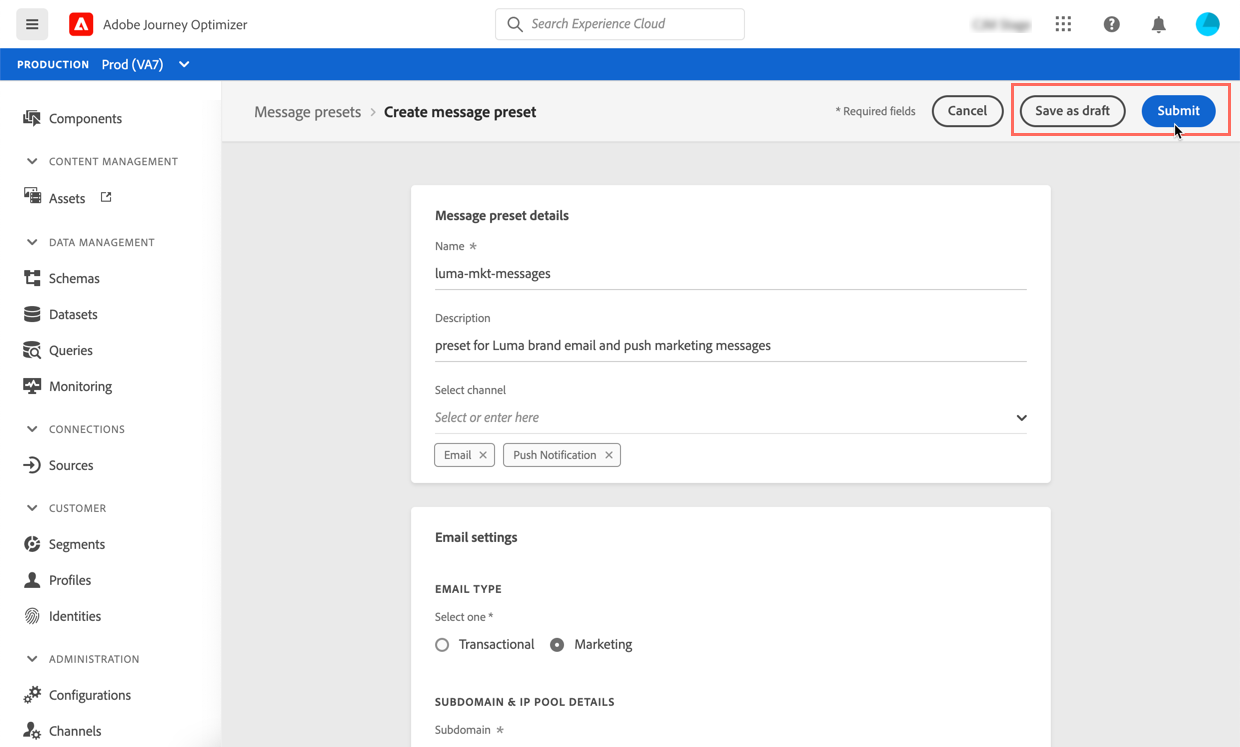 Adobe Journey Optimizer
Search Experience Cloud
PRODUCTION Prod (VA7)
Components
CONTENT MANAGEMENT
Assets
DATA MANAGEMENT
Schemas
Datasets
Queries
Monitoring
CONNECTIONS
Sources
CUSTOMER
Segments
Profiles
Identities
ADMINISTRATION
Configurations
Channels
Message presets > Create message preset
* Required fields
Cancel
Save as draft
Submit
Message preset details
Name *
luma-mkt-messages
Description
preset for Luma brand email and push marketing messages
Select channel
Select or enter here
Email × Push Notification ×
Email settings
EMAIL TYPE
Select one *
Transactional Marketing
SUBDOMAIN & IP POOL DETAILS
Subdomain *